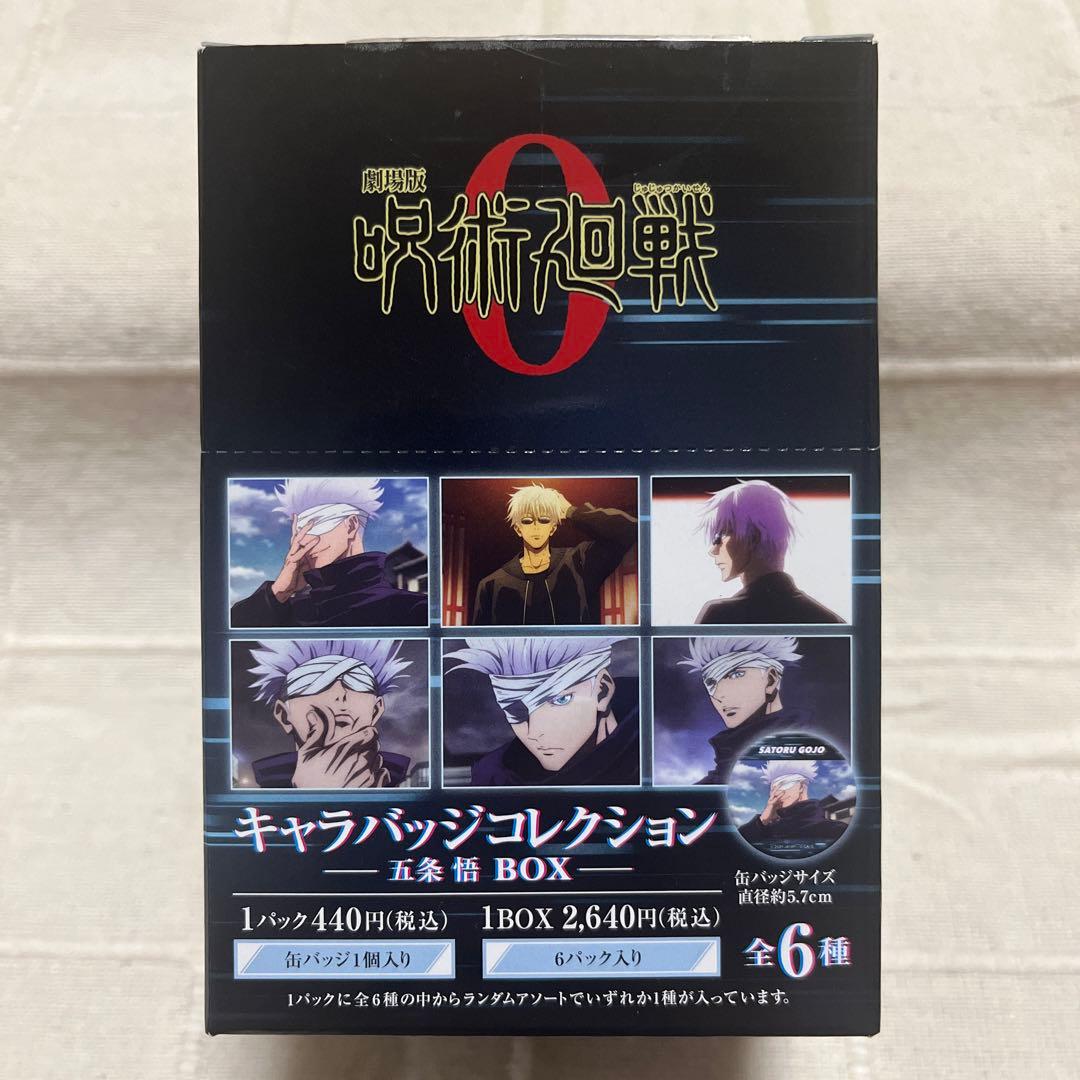 劇場版
じゅじゅつかいせん
呪術廻戦
0
SATORU GOJO
キャラバッジコレクション
五条 悟 BOX
缶バッジサイズ
直径約5.7cm
1パック440円(税込)
1BOX 2,640円(税込)
缶バッジ1個入り
6パック入り
全6種
1パックに全6種の中からランダムアソートでいずれか1種が入っています。